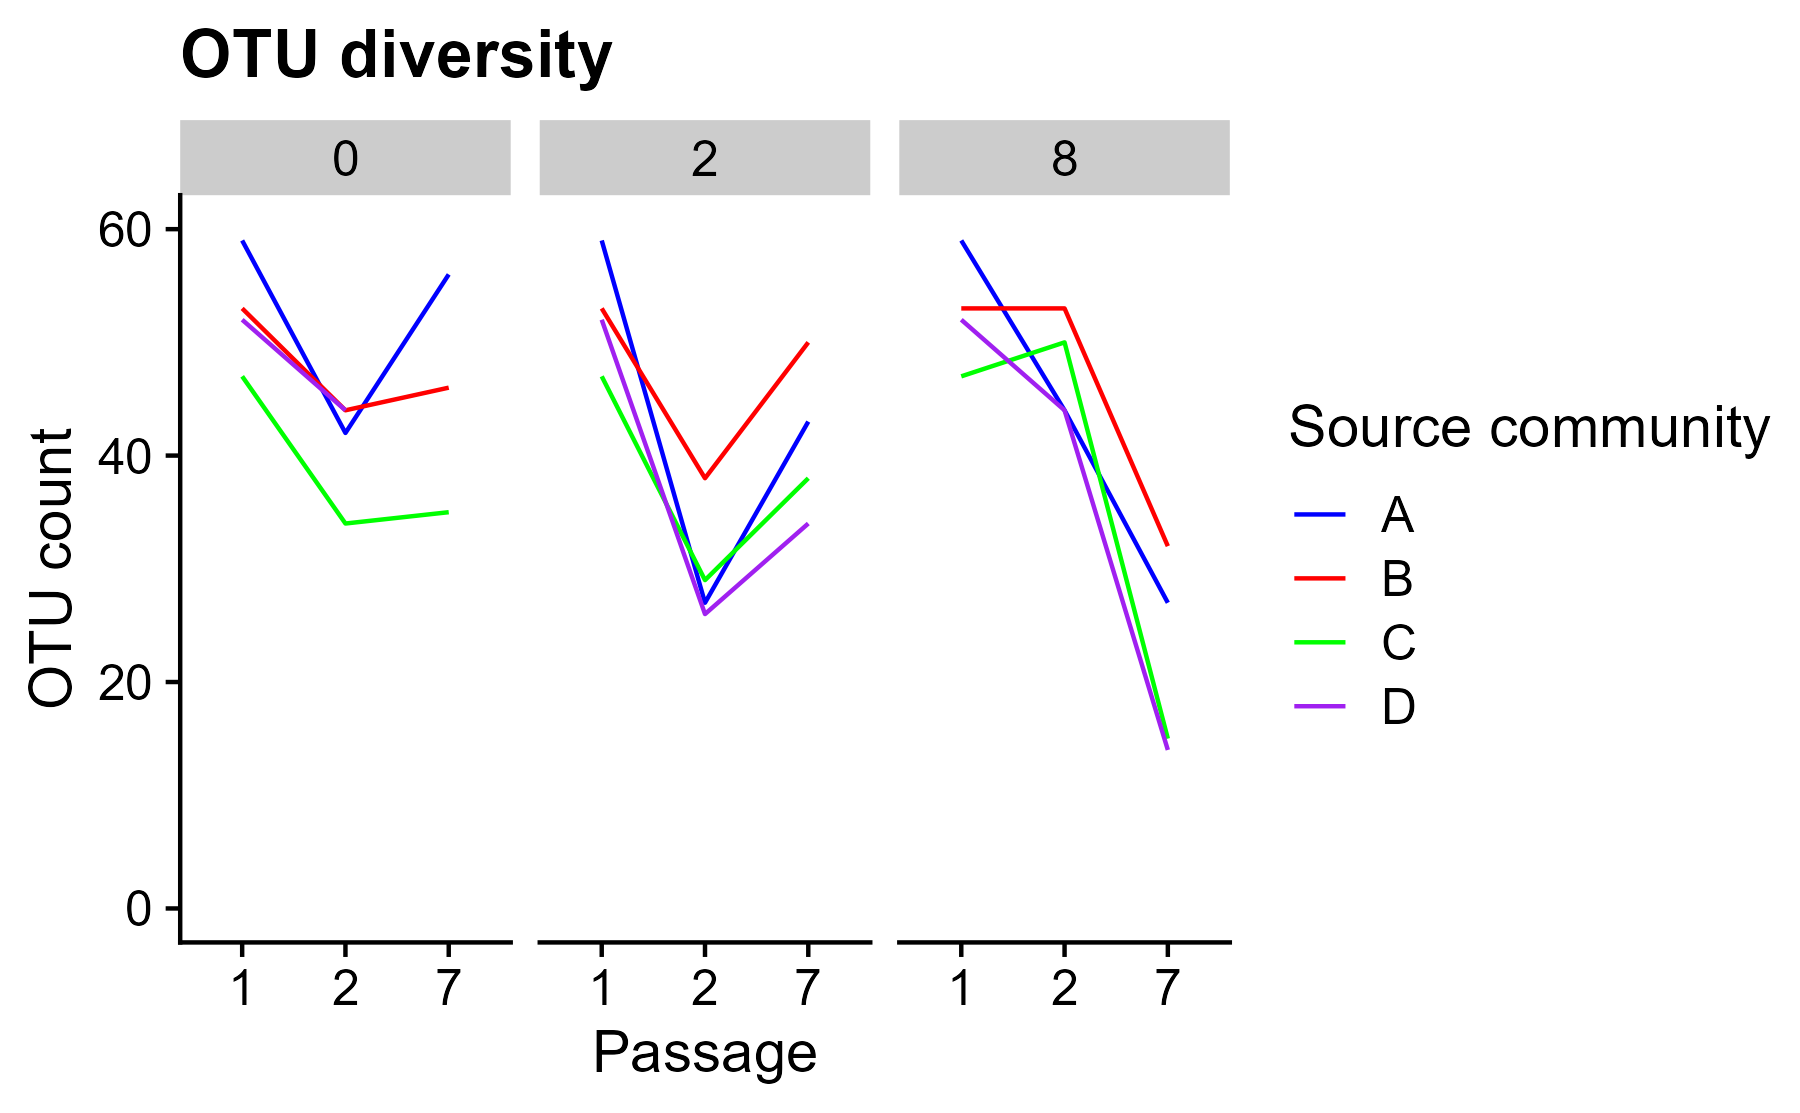 OTU diversity
0 2 8
60
40
20
0
OTU count
1 2 7 1 2 7 1 2 7
Passage
Source community
A
B
C
D